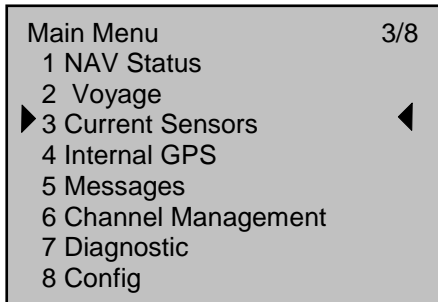 Main Menu 3/8
1 NAV Status
2 Voyage
3 Current Sensors
4 Internal GPS
5 Messages
6 Channel Management
7 Diagnostic
8 Config